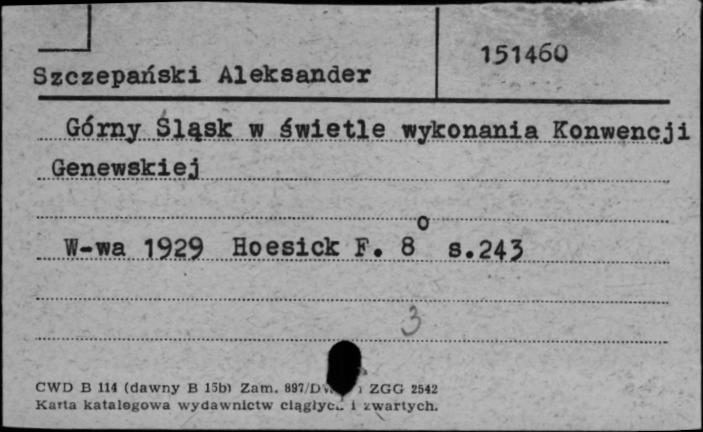 151460
Szczepański Aleksander
Górny Śląsk w świetle wykonania Konwencji
Genewskiej
W-wa 1929 Hoesick F. 8⁰ s.243
3
CWD B 114 (dawny B 15b) Zam. 897/ ZGG 2542
Karta katalogowa wydawnictw ciągłych i zwartych.